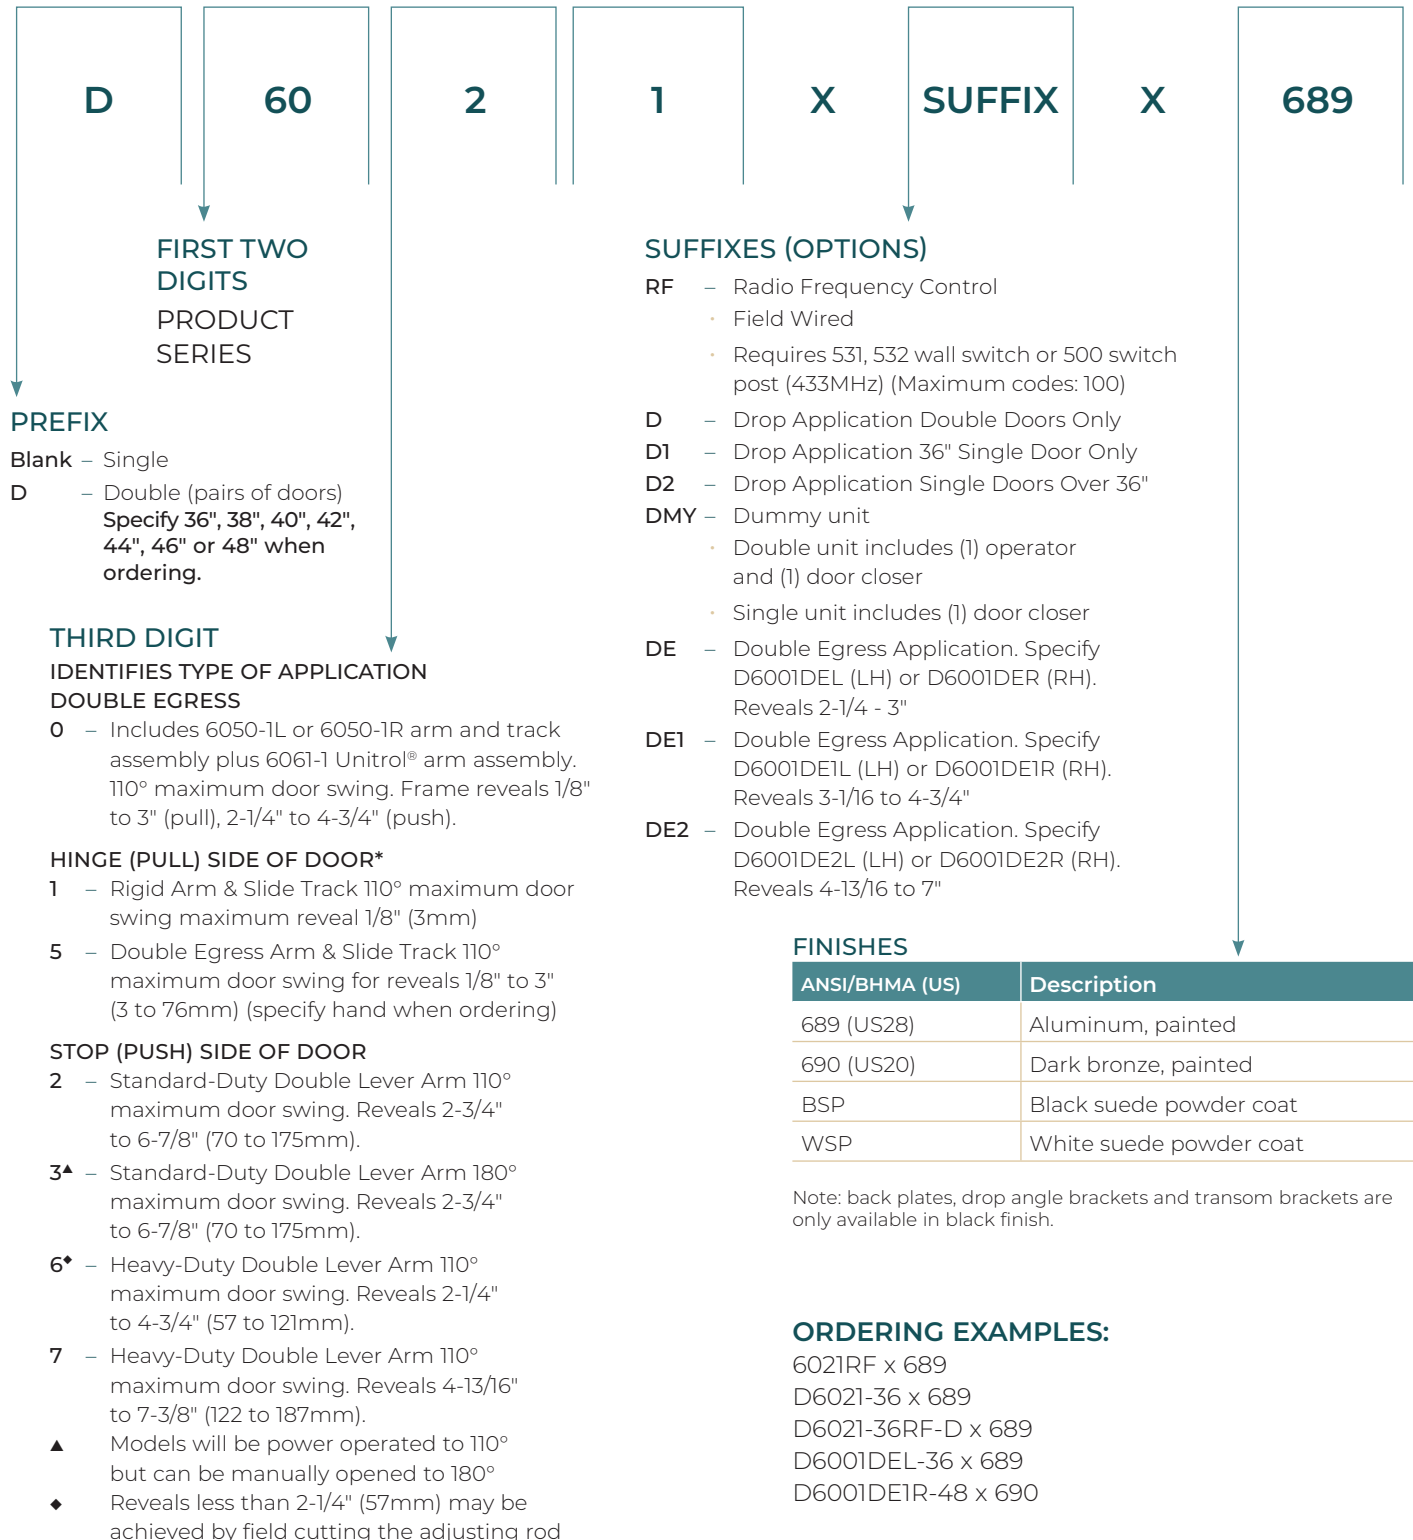 D 60 2 1 X SUFFIX X 689
FIRST TWO
DIGITS
PRODUCT
SERIES
PREFIX
Blank – Single
D – Double (pairs of doors)
Specify 36", 38", 40", 42",
44", 46" or 48" when
ordering.
THIRD DIGIT
IDENTIFIES TYPE OF APPLICATION
DOUBLE EGRESS
0 – Includes 6050-1L or 6050-1R arm and track
assembly plus 6061-1 Unitrol® arm assembly.
110° maximum door swing. Frame reveals 1/8"
to 3" (pull), 2-1/4" to 4-3/4" (push).
HINGE (PULL) SIDE OF DOOR*
1 – Rigid Arm & Slide Track 110° maximum door
swing maximum reveal 1/8" (3mm)
5 – Double Egress Arm & Slide Track 110°
maximum door swing for reveals 1/8" to 3"
(3 to 76mm) (specify hand when ordering)
STOP (PUSH) SIDE OF DOOR
2 – Standard-Duty Double Lever Arm 110°
maximum door swing. Reveals 2-3/4"
to 6-7/8" (70 to 175mm).
3▲ – Standard-Duty Double Lever Arm 180°
maximum door swing. Reveals 2-3/4"
to 6-7/8" (70 to 175mm).
6◆ – Heavy-Duty Double Lever Arm 110°
maximum door swing. Reveals 2-1/4"
to 4-3/4" (57 to 121mm).
7 – Heavy-Duty Double Lever Arm 110°
maximum door swing. Reveals 4-13/16"
to 7-3/8" (122 to 187mm).
▲ Models will be power operated to 110°
but can be manually opened to 180°
◆ Reveals less than 2-1/4" (57mm) may be
achieved by field cutting the adjusting rod
SUFFIXES (OPTIONS)
RF – Radio Frequency Control
• Field Wired
• Requires 531, 532 wall switch or 500 switch
post (433MHz) (Maximum codes: 100)
D – Drop Application Double Doors Only
D1 – Drop Application 36" Single Door Only
D2 – Drop Application Single Doors Over 36"
DMY – Dummy unit
• Double unit includes (1) operator
and (1) door closer
• Single unit includes (1) door closer
DE – Double Egress Application. Specify
D6001DEL (LH) or D6001DER (RH).
Reveals 2-1/4 - 3"
DE1 – Double Egress Application. Specify
D6001DE1L (LH) or D6001DE1R (RH).
Reveals 3-1/16 to 4-3/4"
DE2 – Double Egress Application. Specify
D6001DE2L (LH) or D6001DE2R (RH).
Reveals 4-13/16 to 7"
FINISHES
ANSI/BHMA (US) Description
689 (US28) Aluminum, painted
690 (US20) Dark bronze, painted
BSP Black suede powder coat
WSP White suede powder coat
Note: back plates, drop angle brackets and transom brackets are
only available in black finish.
ORDERING EXAMPLES:
6021RF x 689
D6021-36 x 689
D6021-36RF-D x 689
D6001DEL-36 x 689
D6001DE1R-48 x 690